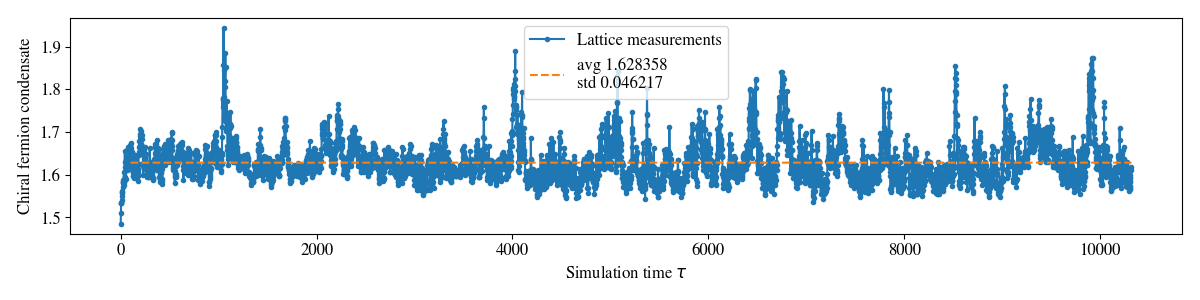 Chiral fermion condensate
1.9
1.8
1.7
1.6
1.5
Lattice measurements
avg 1.628358
std 0.046217
0
2000
4000
6000
8000
10000
Simulation time τ